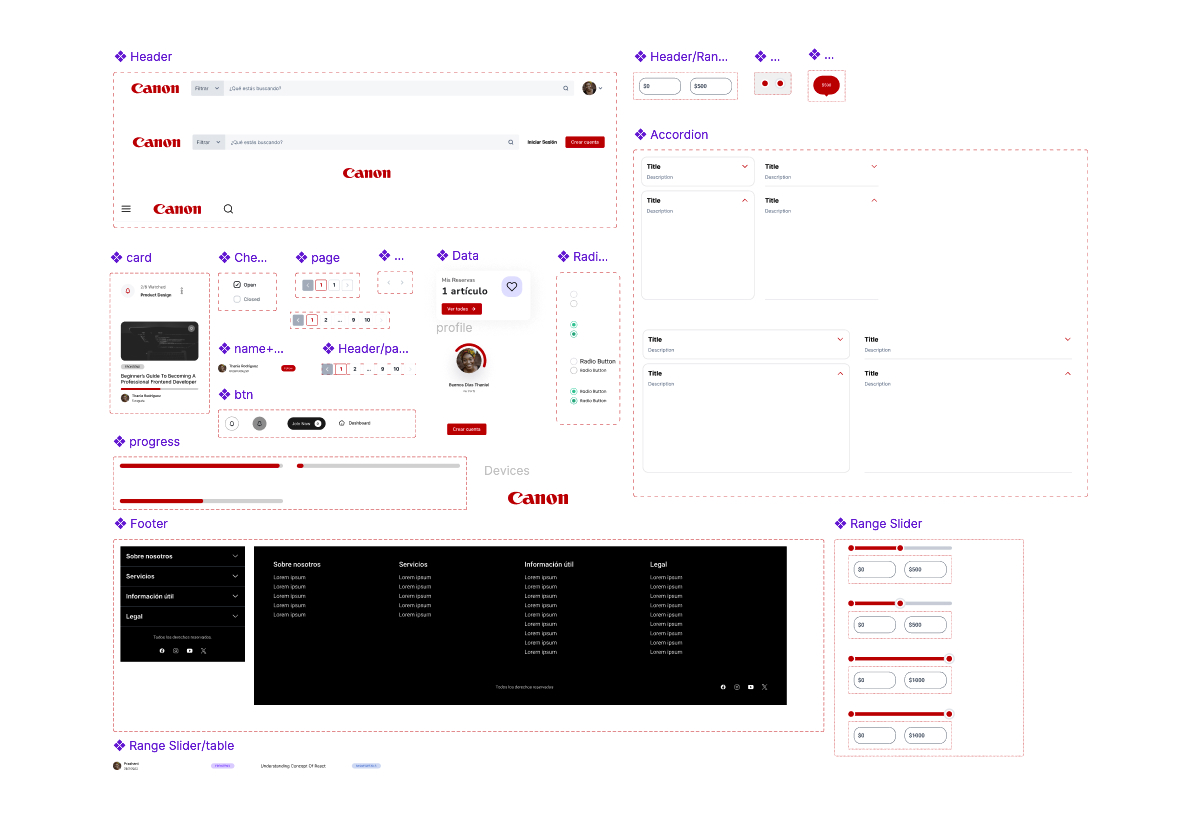 Header
Canon
Filtrar
¿Qué estás buscando?
Canon
Filtrar
¿Qué estás buscando?
Iniciar Sesión
Crear cuenta
Canon
Canon
Header/Ran...
$0
$500
...
...
$500
Accordion
Title
Description
Title
Description
Title
Description
Title
Description
Title
Description
Title
Description
Title
Description
Title
Description
card
2/8 Watched
Product Design
Beginner's Guide To Becoming A
Professional Frontend Developer
Thania Rodríguez
Che...
Open
Closed
page
1
1
1
2
...
9
10
...
Data
Mis Reservas
1 artículo
Ver todas
profile
Crear cuenta
Radi...
Radio Button
Radio Button
Radio Button
Radio Button
name+...
Thania Rodríguez
Header/pa...
1
2
...
9
10
btn
Join Now
Dashboard
progress
Devices
Canon
Footer
Sobre nosotros
Servicios
Información útil
Legal
Todos los derechos reservados
Sobre nosotros
Lorem ipsum
Lorem ipsum
Lorem ipsum
Lorem ipsum
Lorem ipsum
Servicios
Lorem ipsum
Lorem ipsum
Lorem ipsum
Lorem ipsum
Lorem ipsum
Información útil
Lorem ipsum
Lorem ipsum
Lorem ipsum
Lorem ipsum
Lorem ipsum
Lorem ipsum
Lorem ipsum
Lorem ipsum
Lorem ipsum
Legal
Lorem ipsum
Lorem ipsum
Lorem ipsum
Lorem ipsum
Lorem ipsum
Lorem ipsum
Lorem ipsum
Lorem ipsum
Lorem ipsum
Todos los derechos reservados
Range Slider
$0
$500
$0
$500
$0
$1000
$0
$1000
Range Slider/table
Prashant
Understanding Concept Of React